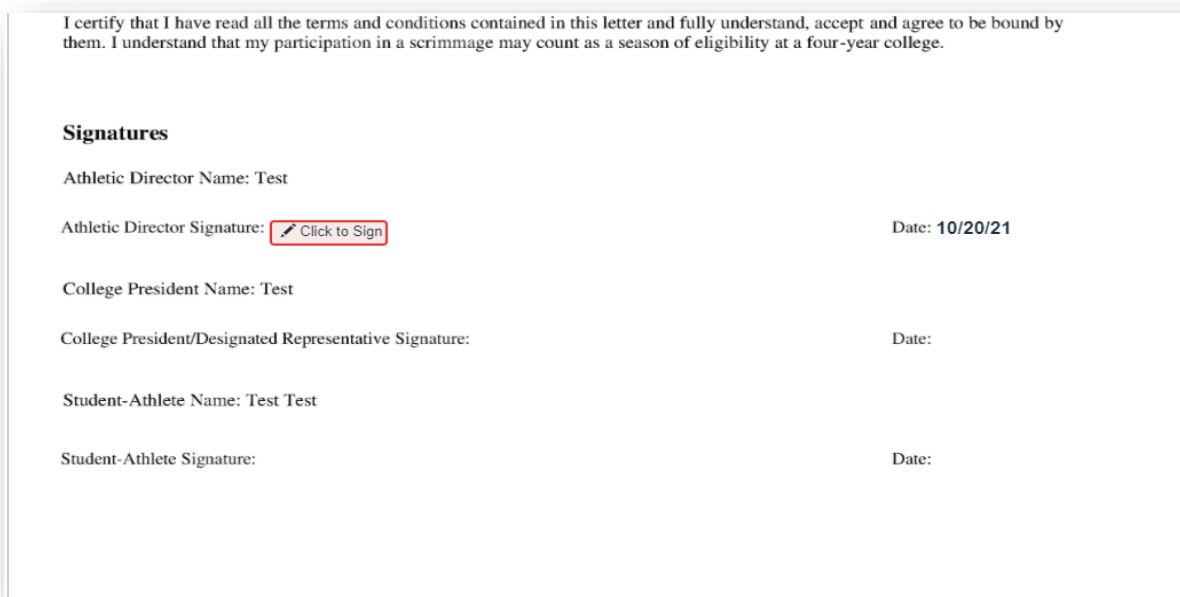 I certify that I have read all the terms and conditions contained in this letter and fully understand, accept and agree to be bound by
them. I understand that my participation in a scrimmage may count as a season of eligibility at a four-year college.
Signatures
Athletic Director Name: Test
Athletic Director Signature: Click to Sign Date: 10/20/21
College President Name: Test
College President/Designated Representative Signature: Date:
Student-Athlete Name: Test Test
Student-Athlete Signature: Date: